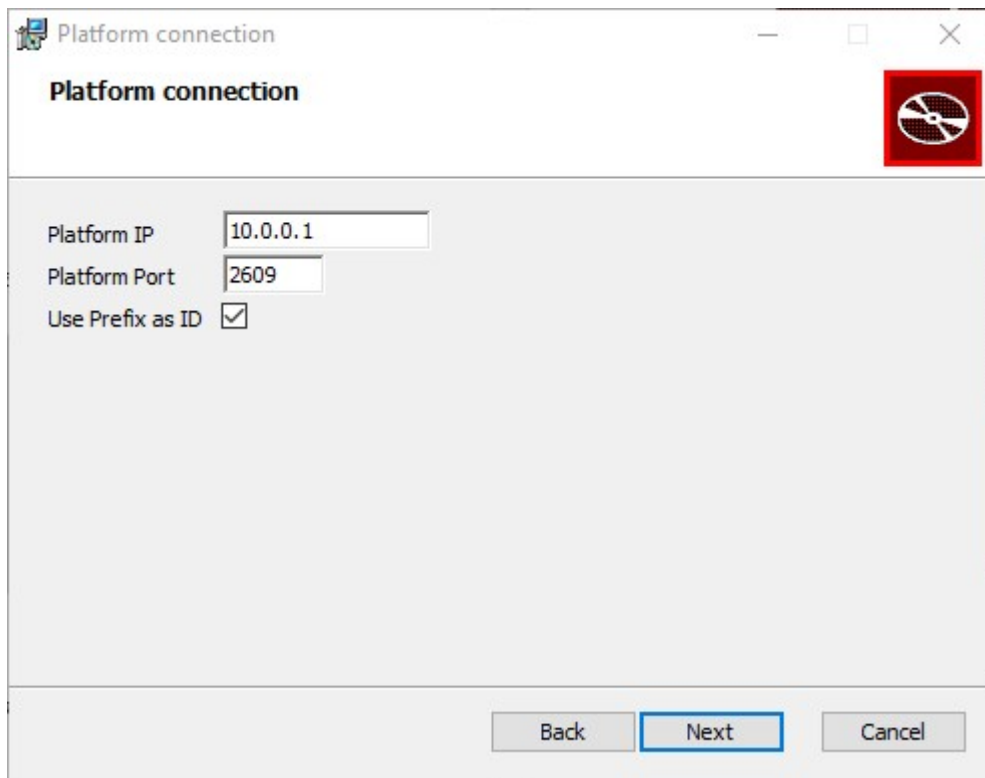 Platform connection
Platform connection
Platform IP 10.0.0.1
Platform Port 2609
Use Prefix as ID
Back Next Cancel